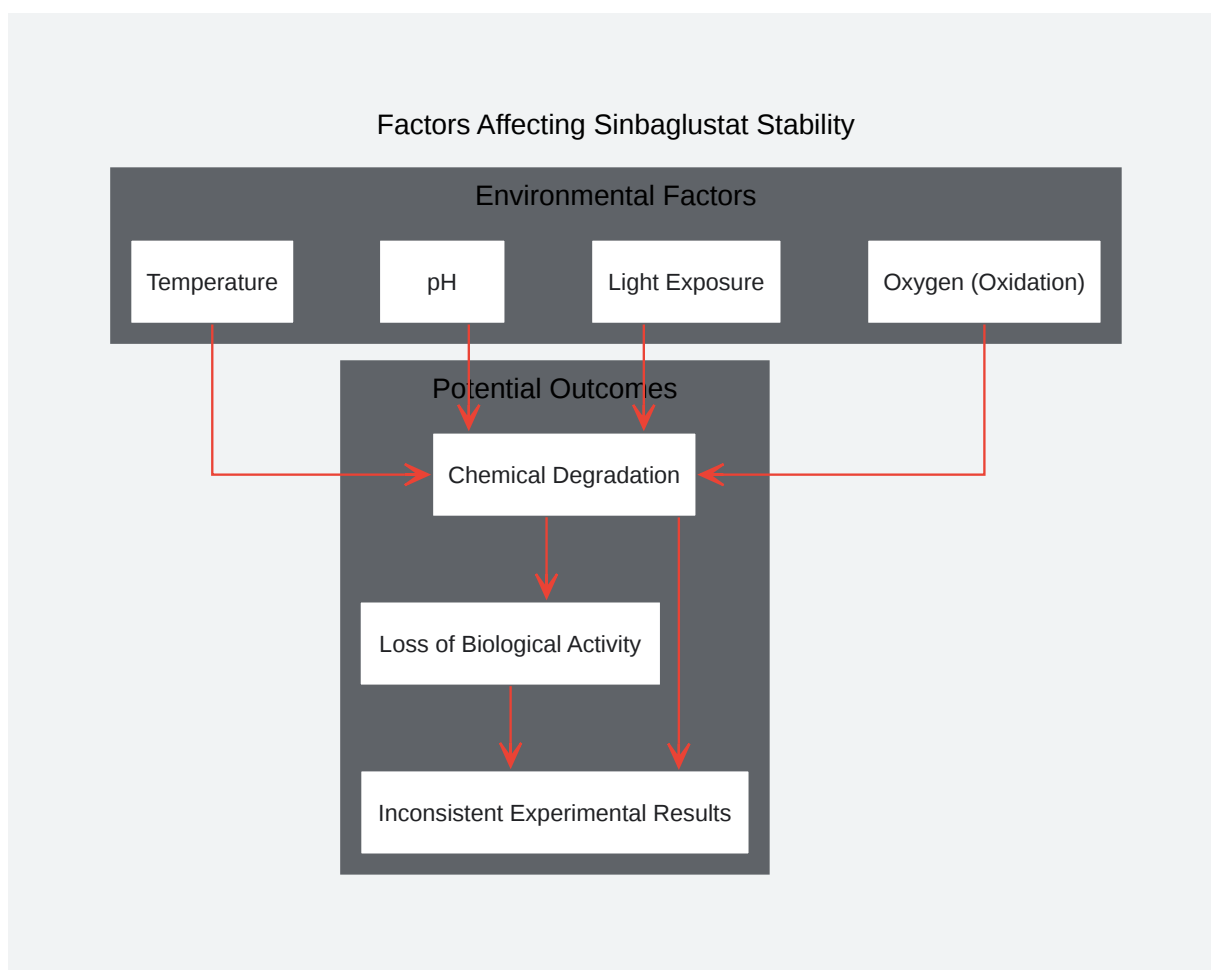 Factors Affecting Sinbaglustat Stability
Environmental Factors
Temperature
pH
Light Exposure
Oxygen (Oxidation)
Potential Outcomes
Chemical Degradation
Loss of Biological Activity
Inconsistent Experimental Results